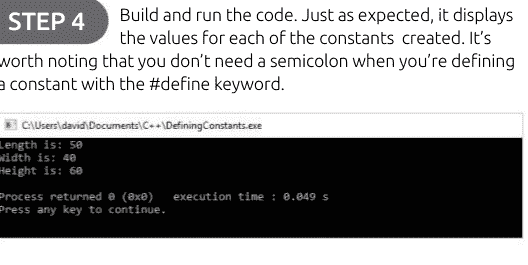 STEP 4
Build and run the code. Just as expected, it displays
the values for each of the constants created. It's
worth noting that you don't need a semicolon when you're defining
a constant with the #define keyword.
C:\Users\david\Documents\C++\DefiningConstants.exe
Length is: 50
Width is: 40
Height is: 60
Process returned 0 (0x0) execution time : 0.049 s
Press any key to continue.